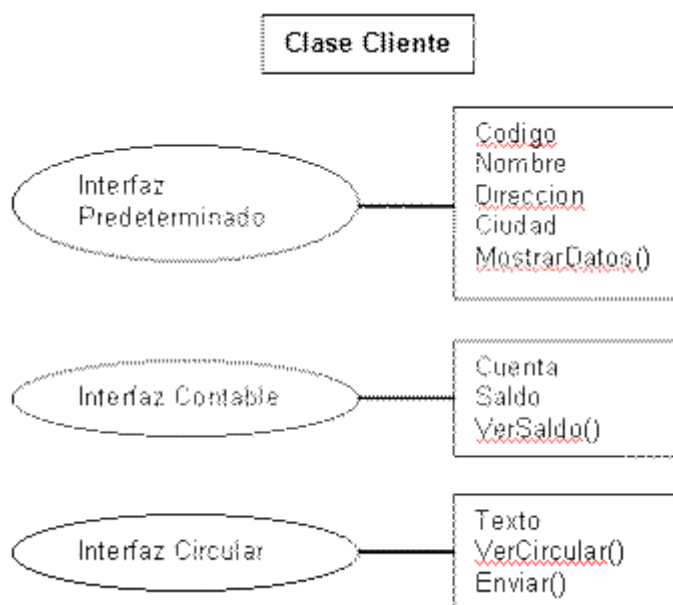 Clase Cliente
Interfaz
Predeterminado
Codigo
Nombre
Direccion
Ciudad
MostrarDatos()
Interfaz Contable
Cuenta
Saldo
VerSaldo()
Interfaz Circular
Texto
VerCircular()
Enviar()